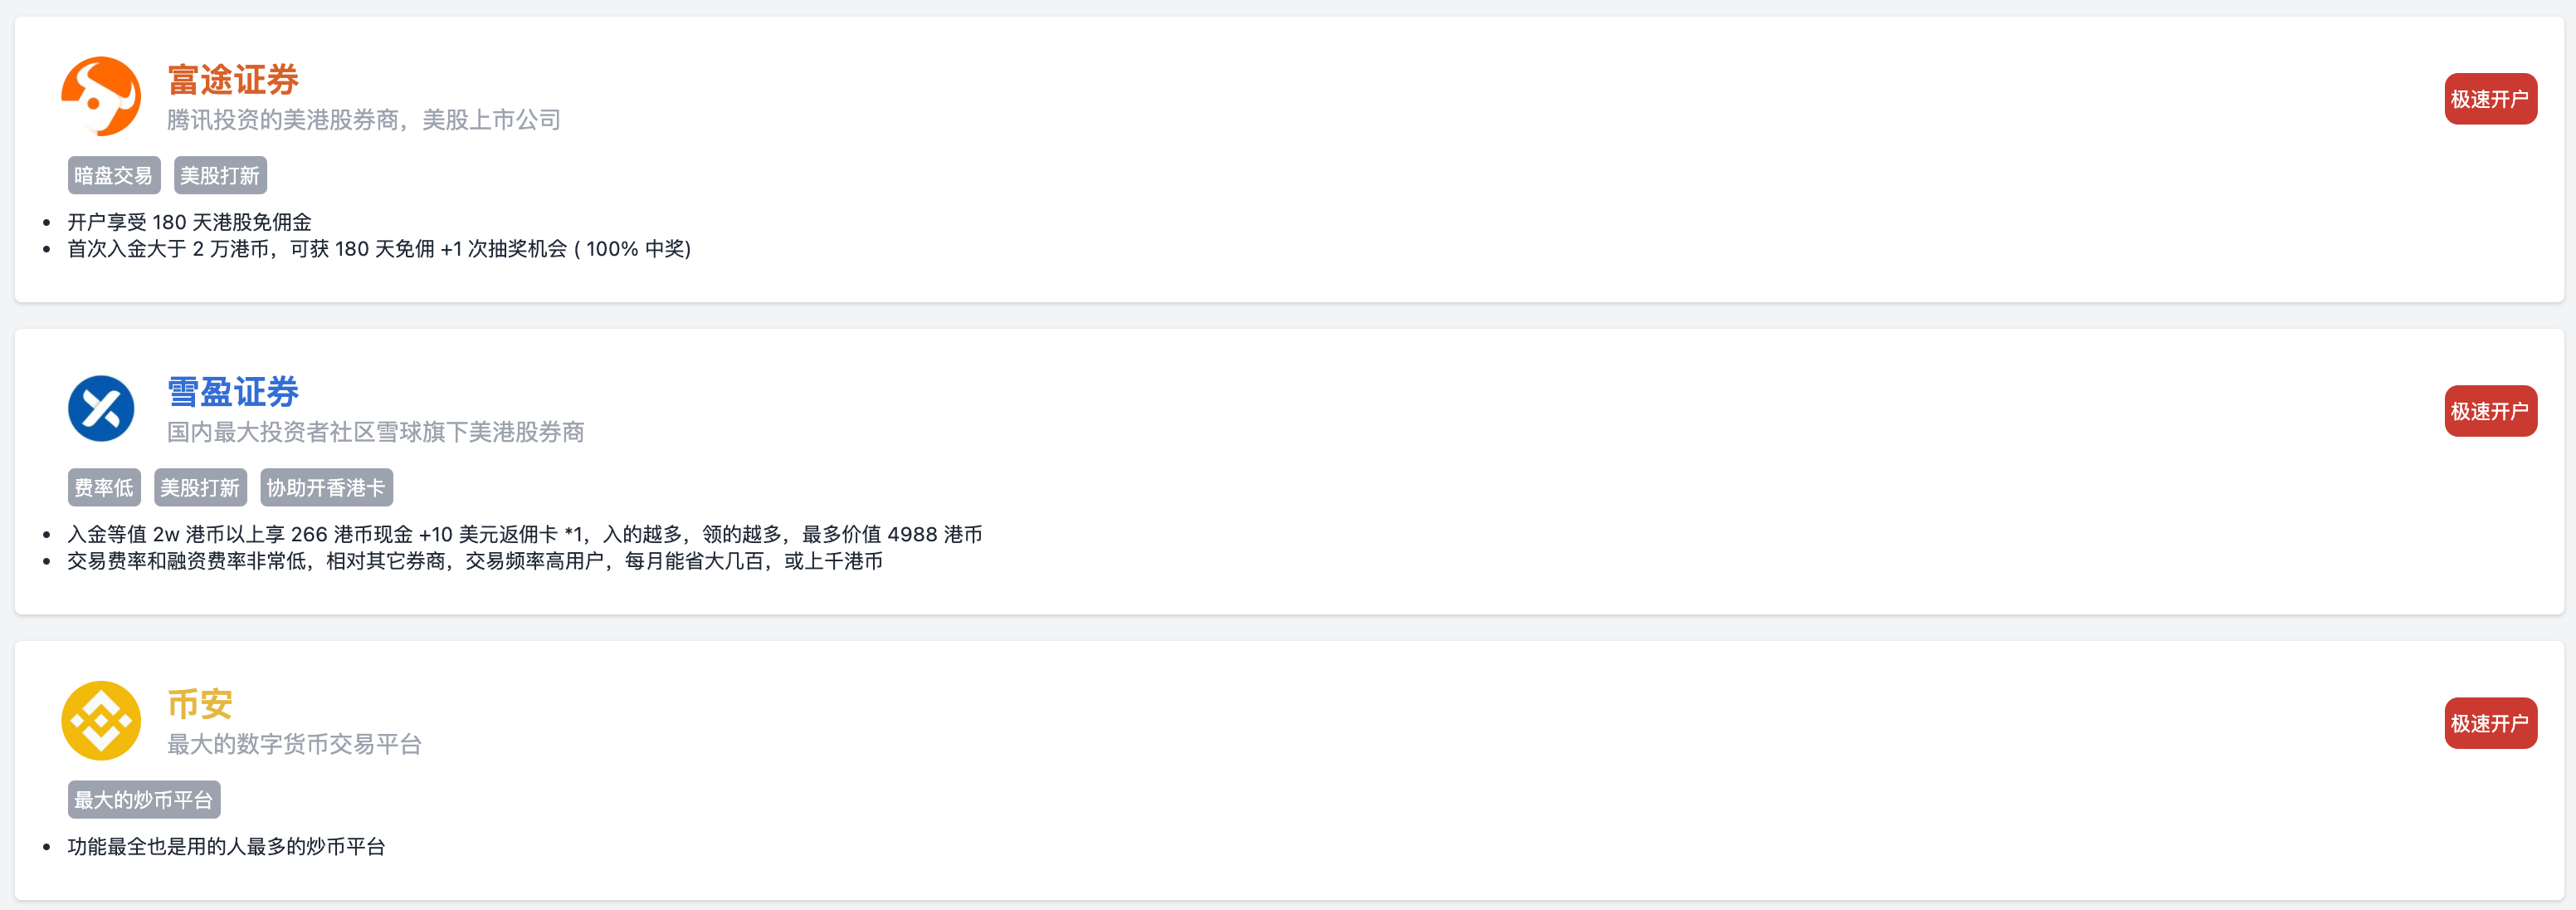 富途证券
腾讯投资的美港股券商，美股上市公司
极速开户
暗盘交易 美股打新
开户享受 180 天港股免佣金
首次入金大于 2 万港币，可获 180 天免佣 +1 次抽奖机会 ( 100% 中奖)
雪盈证券
国内最大投资者社区雪球旗下美港股券商
极速开户
费率低 美股打新 协助开香港卡
入金等值 2w 港币以上享 266 港币现金 +10 美元返佣卡 *1，入的越多，领的越多，最多价值 4988 港币
交易费率和融资费率非常低，相对其它券商，交易频率高用户，每月能省大几百，或上千港币
币安
最大的数字货币交易平台
极速开户
最大的炒币平台
功能最全也是用的人最多的炒币平台